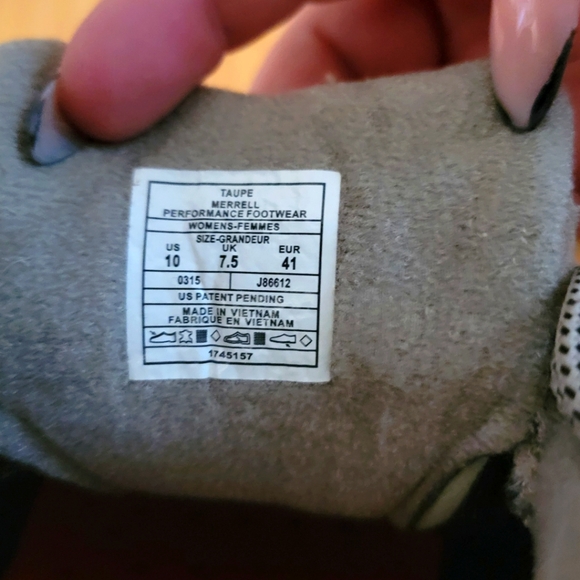 TAUPE
MERRELL
PERFORMANCE FOOTWEAR
WOMENS-FEMMES
SIZE-GRANDEUR
US UK EUR
10 7.5 41
0315 J86612
US PATENT PENDING
MADE IN VIETNAM
FABRIQUE EN VIETNAM
1745157